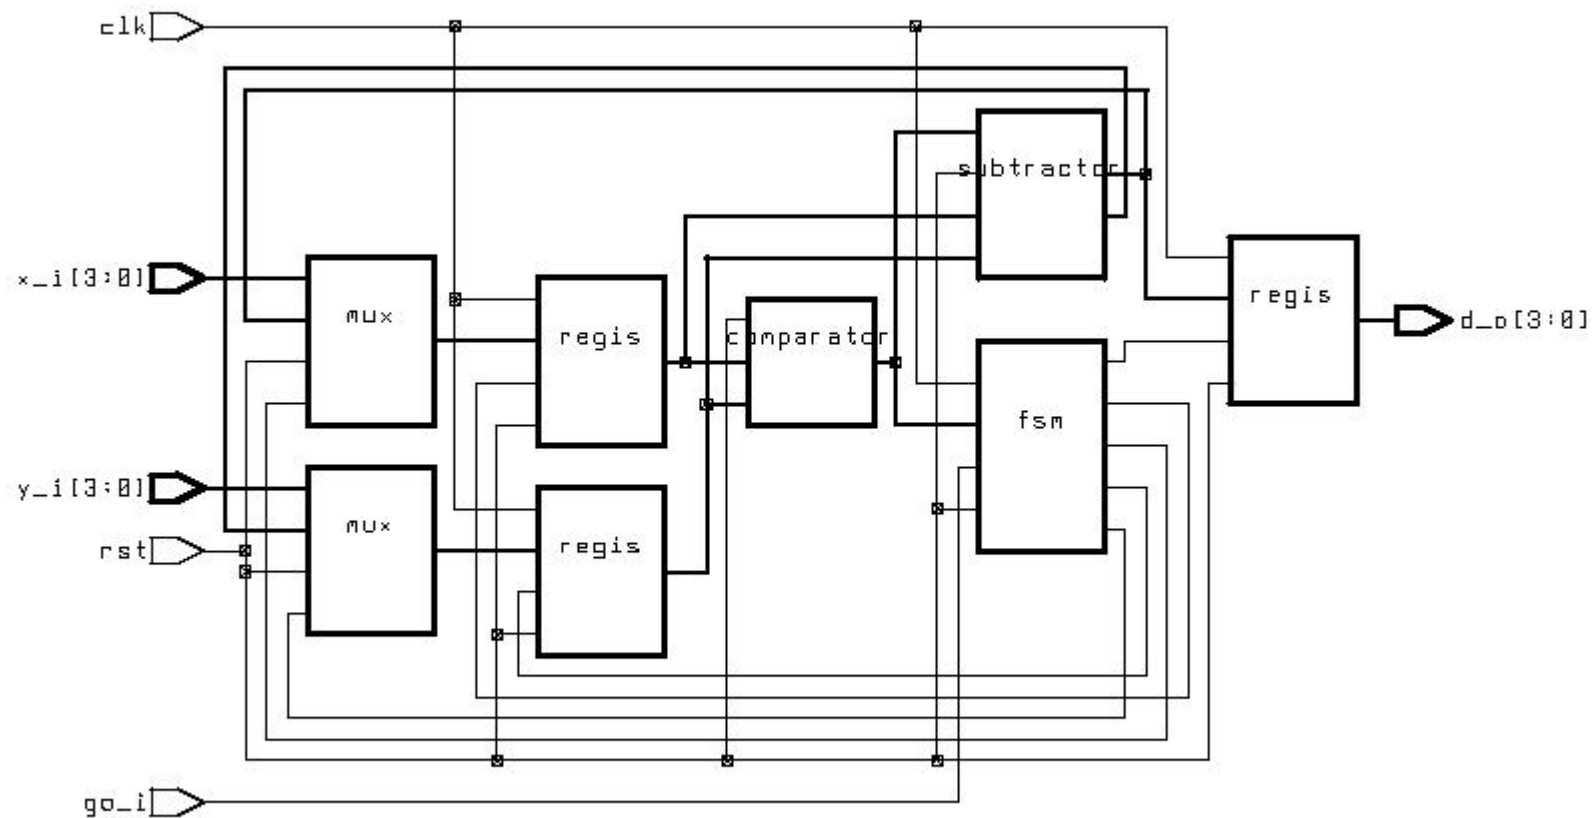 clk
subtractor
x_i[3:0]
mux
regis
comparator
regis
d_o[3:0]
fsm
y_i[3:0]
mux
regis
rst
go_i